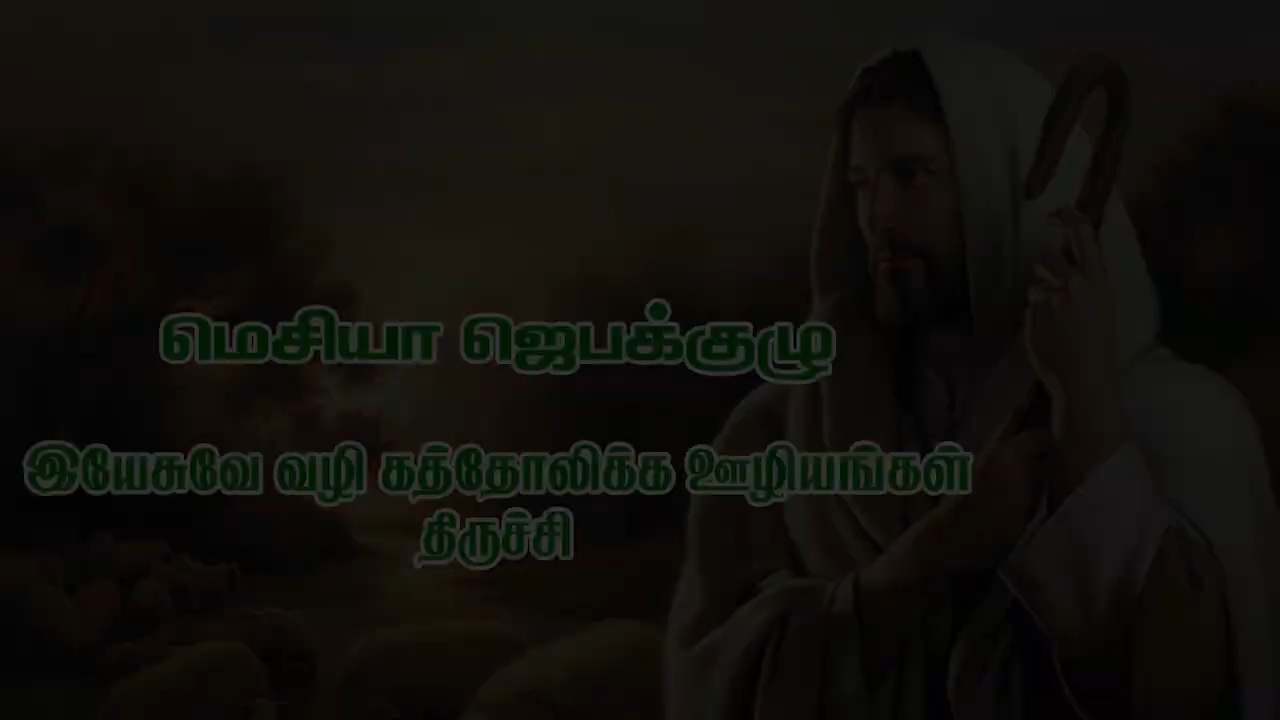 மெசியா ஜெபக்குழு
இயேசுவே வழி கத்தோலிக்க ஊழியங்கள்
திருச்சி